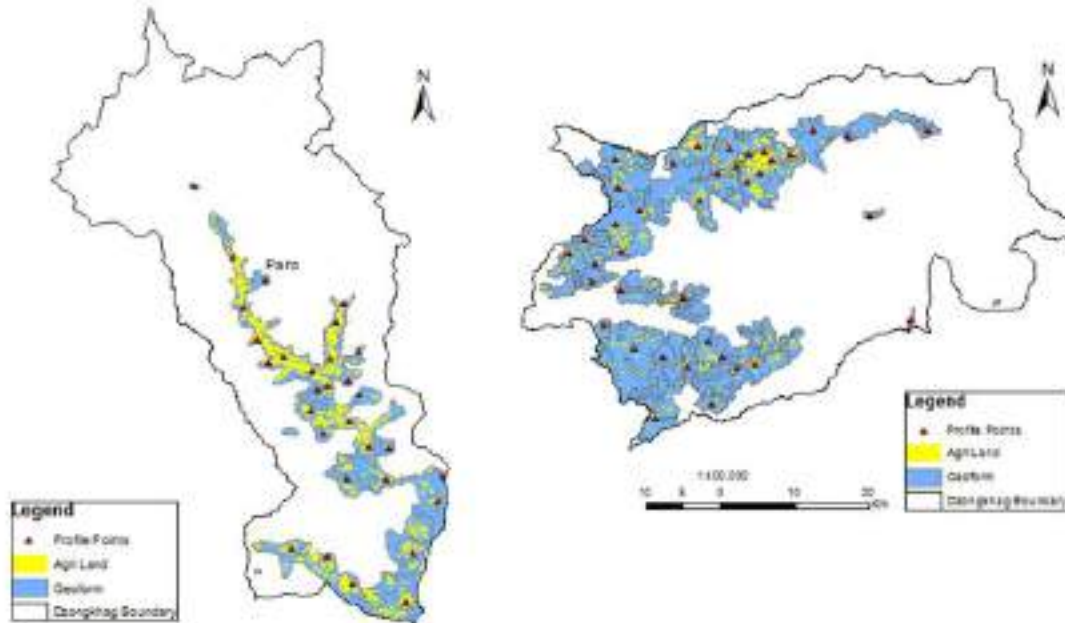 N
Paro
Legend
Profile Points
Agri Land
Geoform
Dzongkhag Boundary
N
Legend
Profile Points
Agri Land
Geoform
Dzongkhag Boundary
10 5 0 10 20
Km